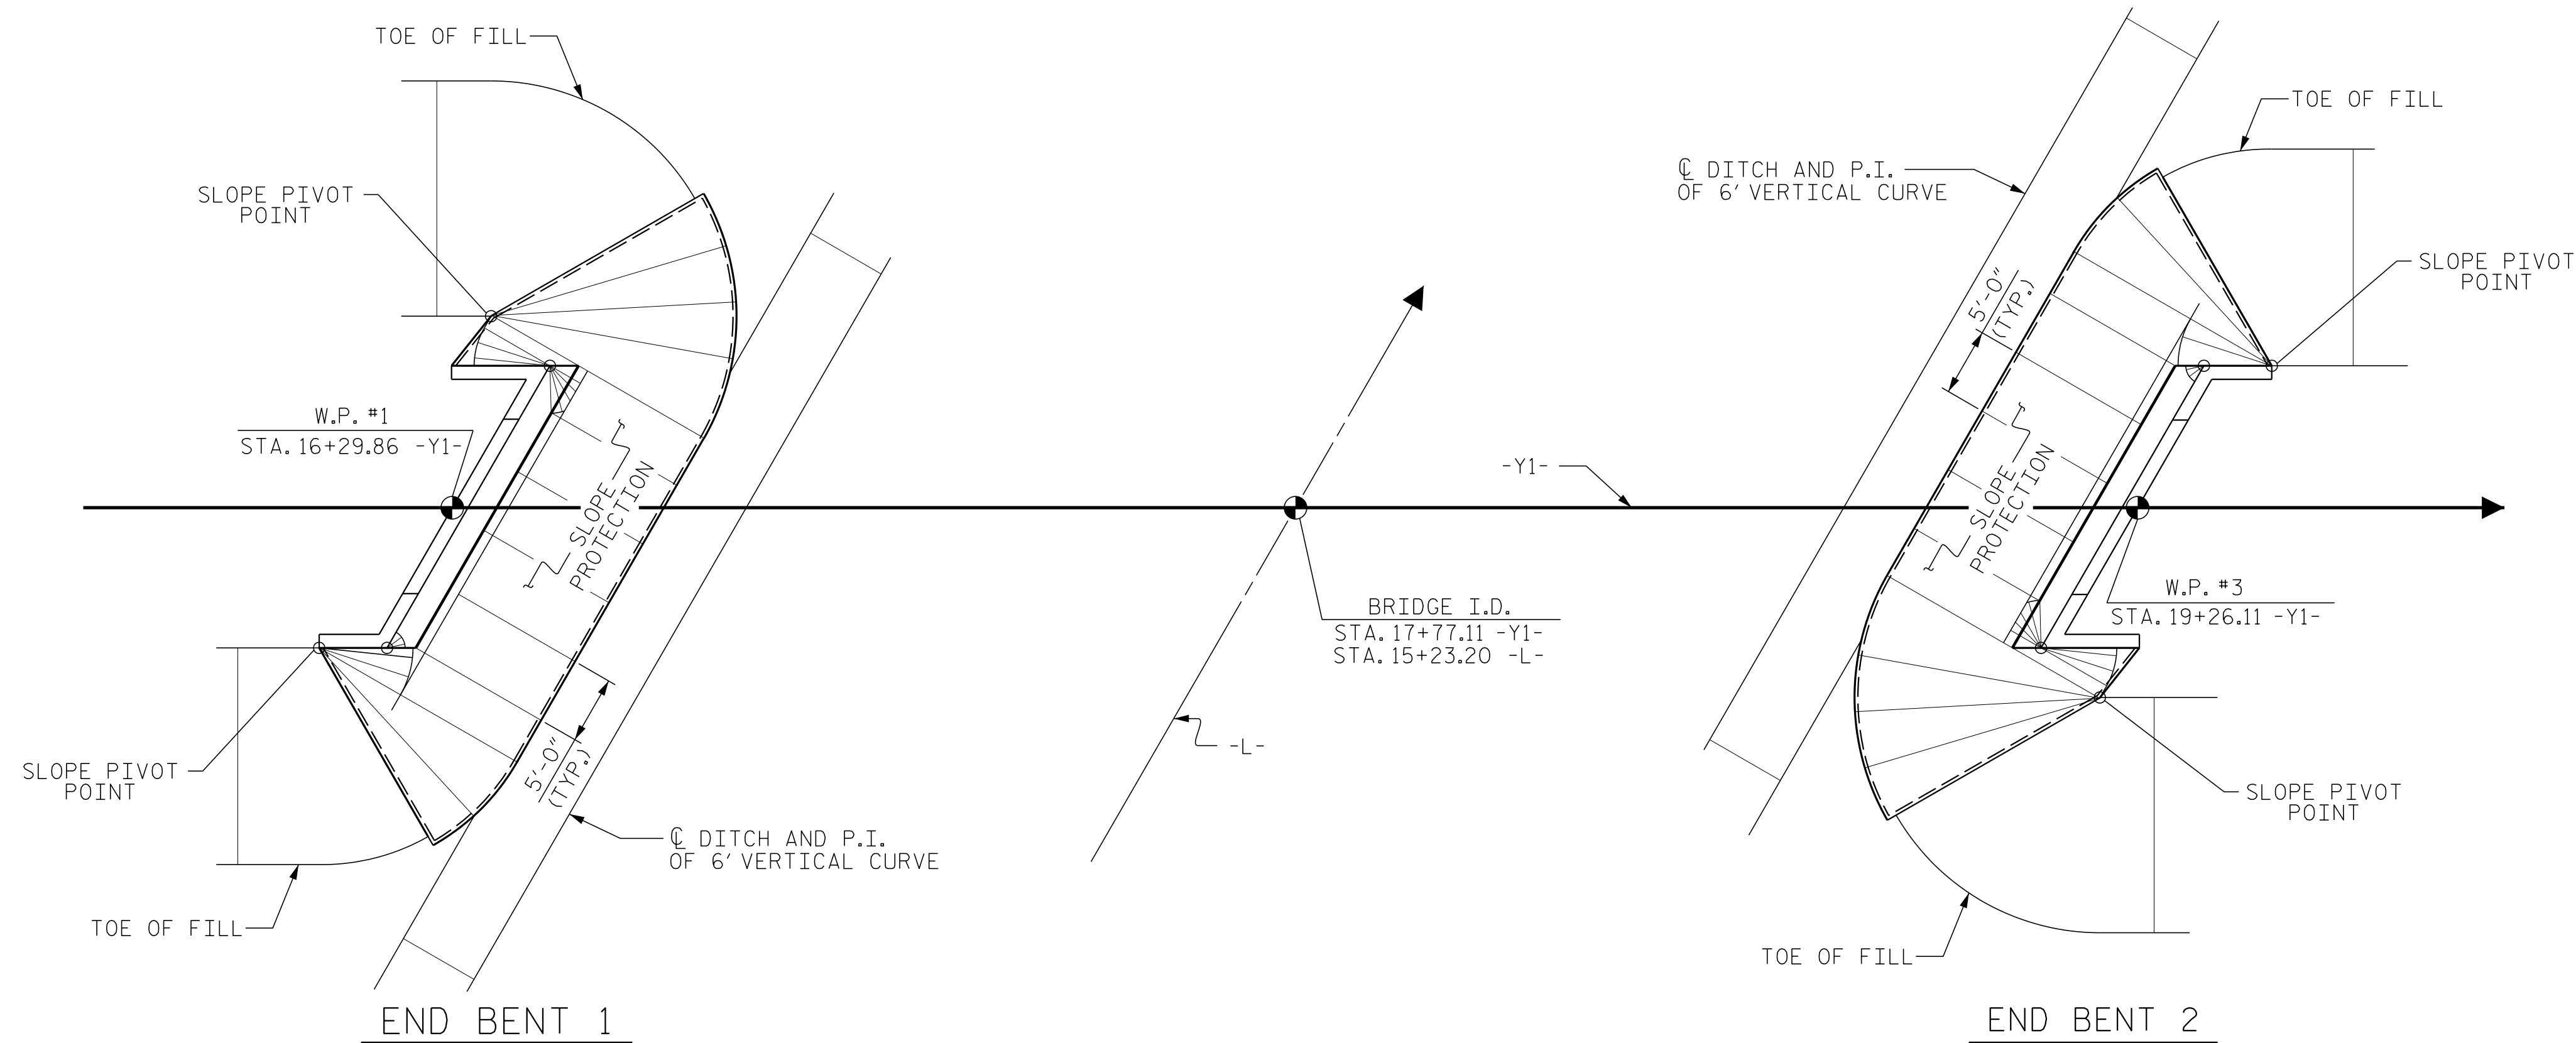 TOE OF FILL
SLOPE PIVOT
POINT
W.P. #1
STA. 16+29.86 -Y1-
SLOPE
PROTECTION
5'-0"
(TYP.)
SLOPE PIVOT
POINT
TOE OF FILL
℄ DITCH AND P.I.
OF 6' VERTICAL CURVE
END BENT 1
-Y1-
BRIDGE I.D.
STA. 17+77.11 -Y1-
STA. 15+23.20 -L-
-L-
TOE OF FILL
℄ DITCH AND P.I.
OF 6' VERTICAL CURVE
SLOPE PIVOT
POINT
5'-0"
(TYP.)
SLOPE
PROTECTION
W.P. #3
STA. 19+26.11 -Y1-
SLOPE PIVOT
POINT
TOE OF FILL
END BENT 2